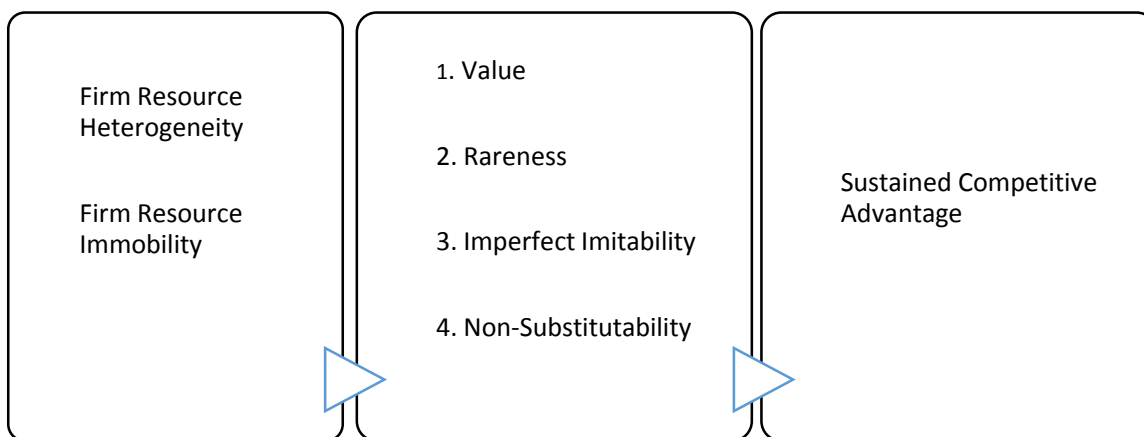 Firm Resource
Heterogeneity
Firm Resource
Immobility
1. Value
2. Rareness
3. Imperfect Imitability
4. Non-Substitutability
Sustained Competitive
Advantage